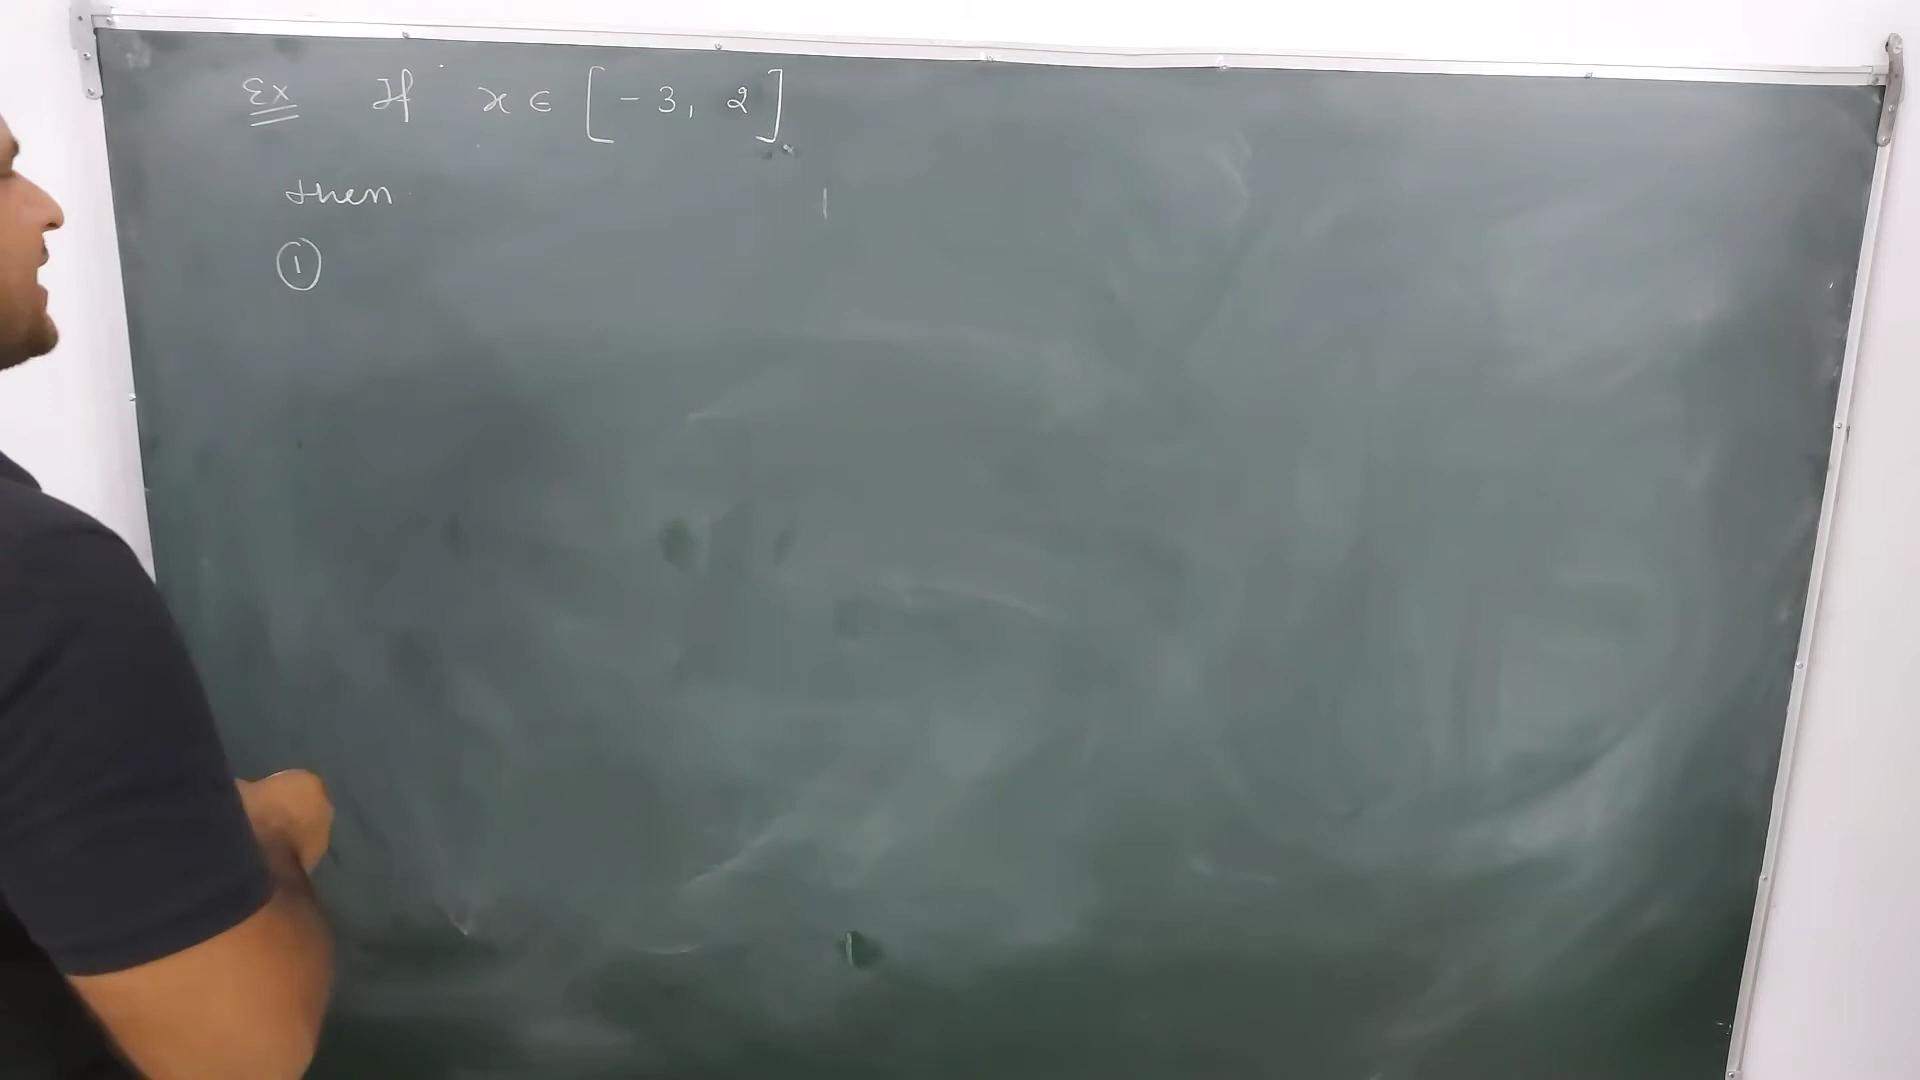 Ex If x ∈ [-3, 2]
then
①